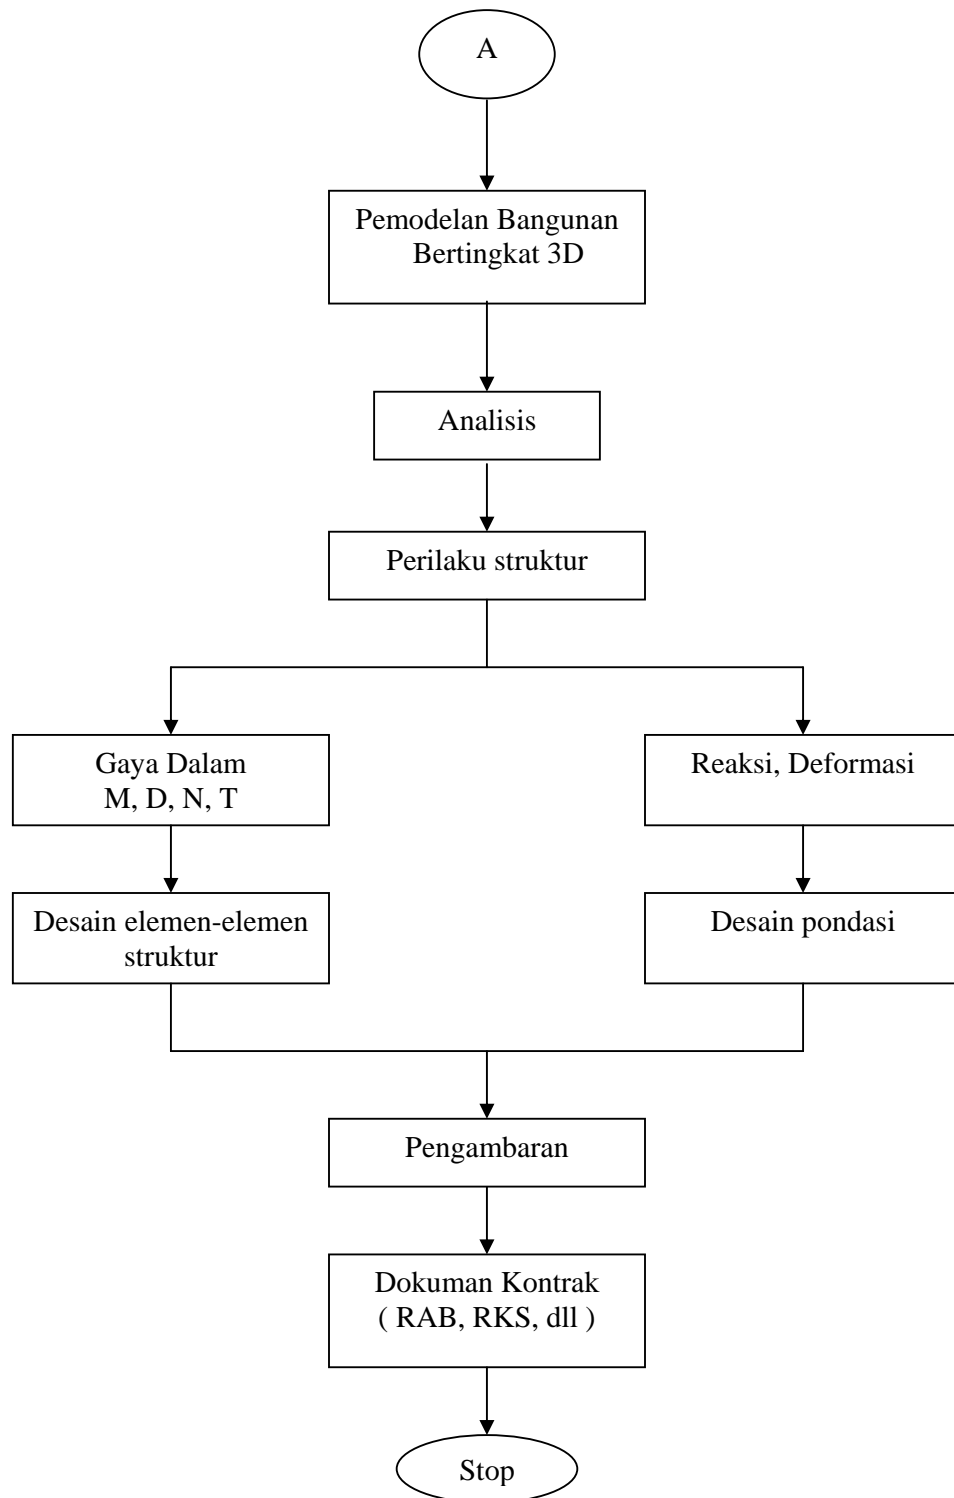 A
Pemodelan Bangunan
Bertingkat 3D
Analisis
Perilaku struktur
Gaya Dalam
M, D, N, T
Reaksi, Deformasi
Desain elemen-elemen
struktur
Desain pondasi
Pengambaran
Dokuman Kontrak
( RAB, RKS, dll )
Stop